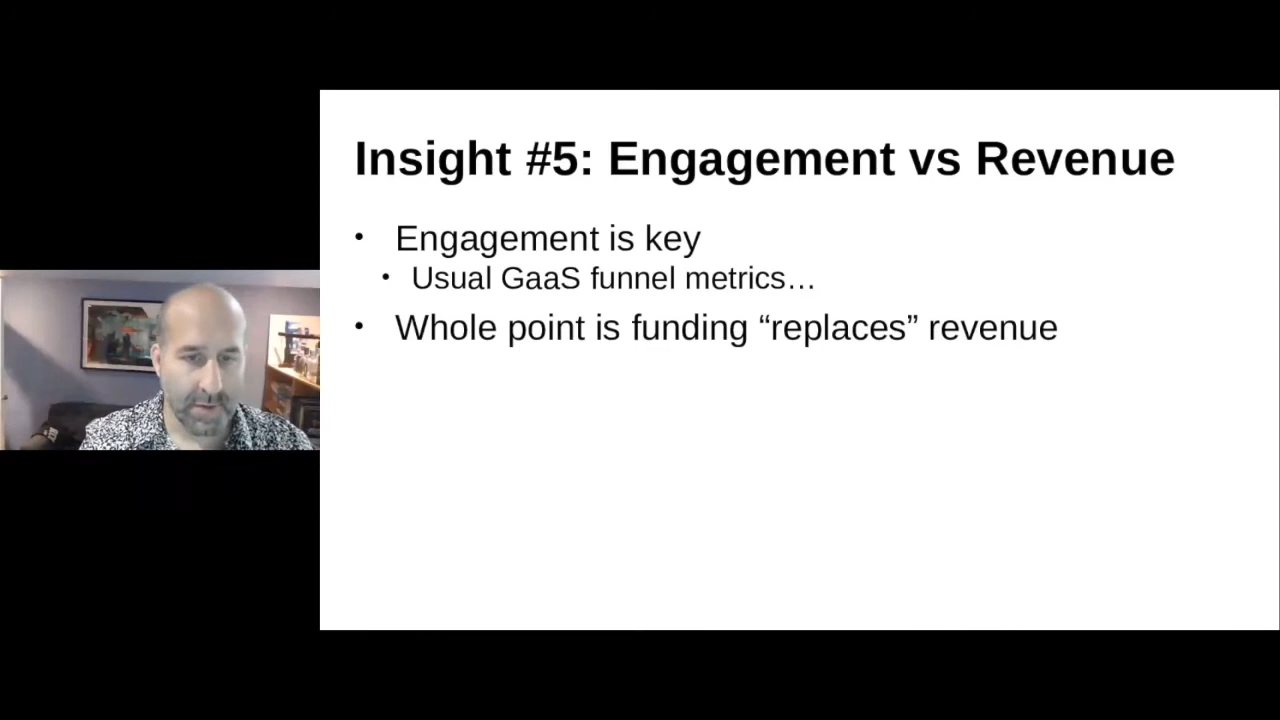 Insight #5: Engagement vs Revenue
• Engagement is key
• Usual GaaS funnel metrics…
• Whole point is funding “replaces” revenue